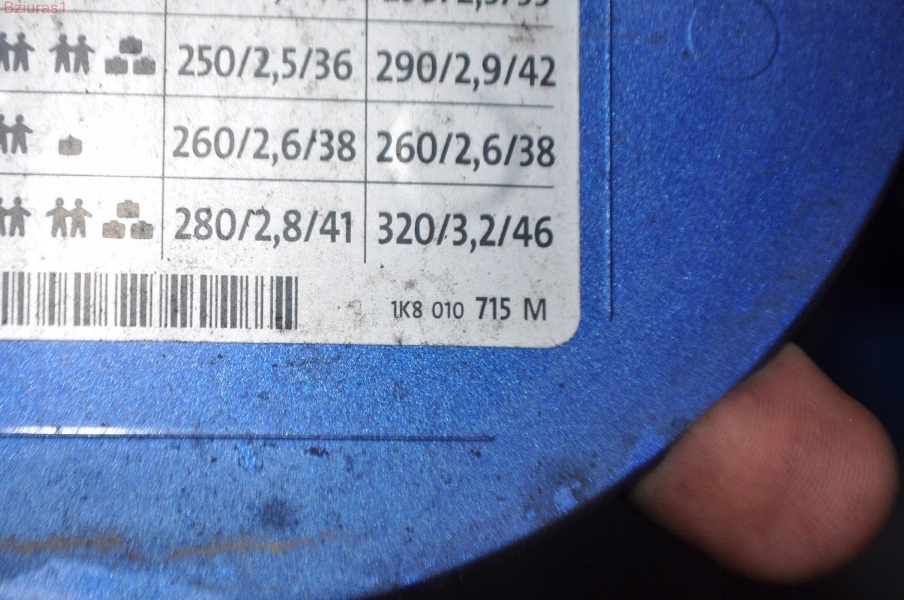 Bziuras1
250/2,5/36 290/2,9/42
260/2,6/38 260/2,6/38
280/2,8/41 320/3,2/46
1K8 010 715 M